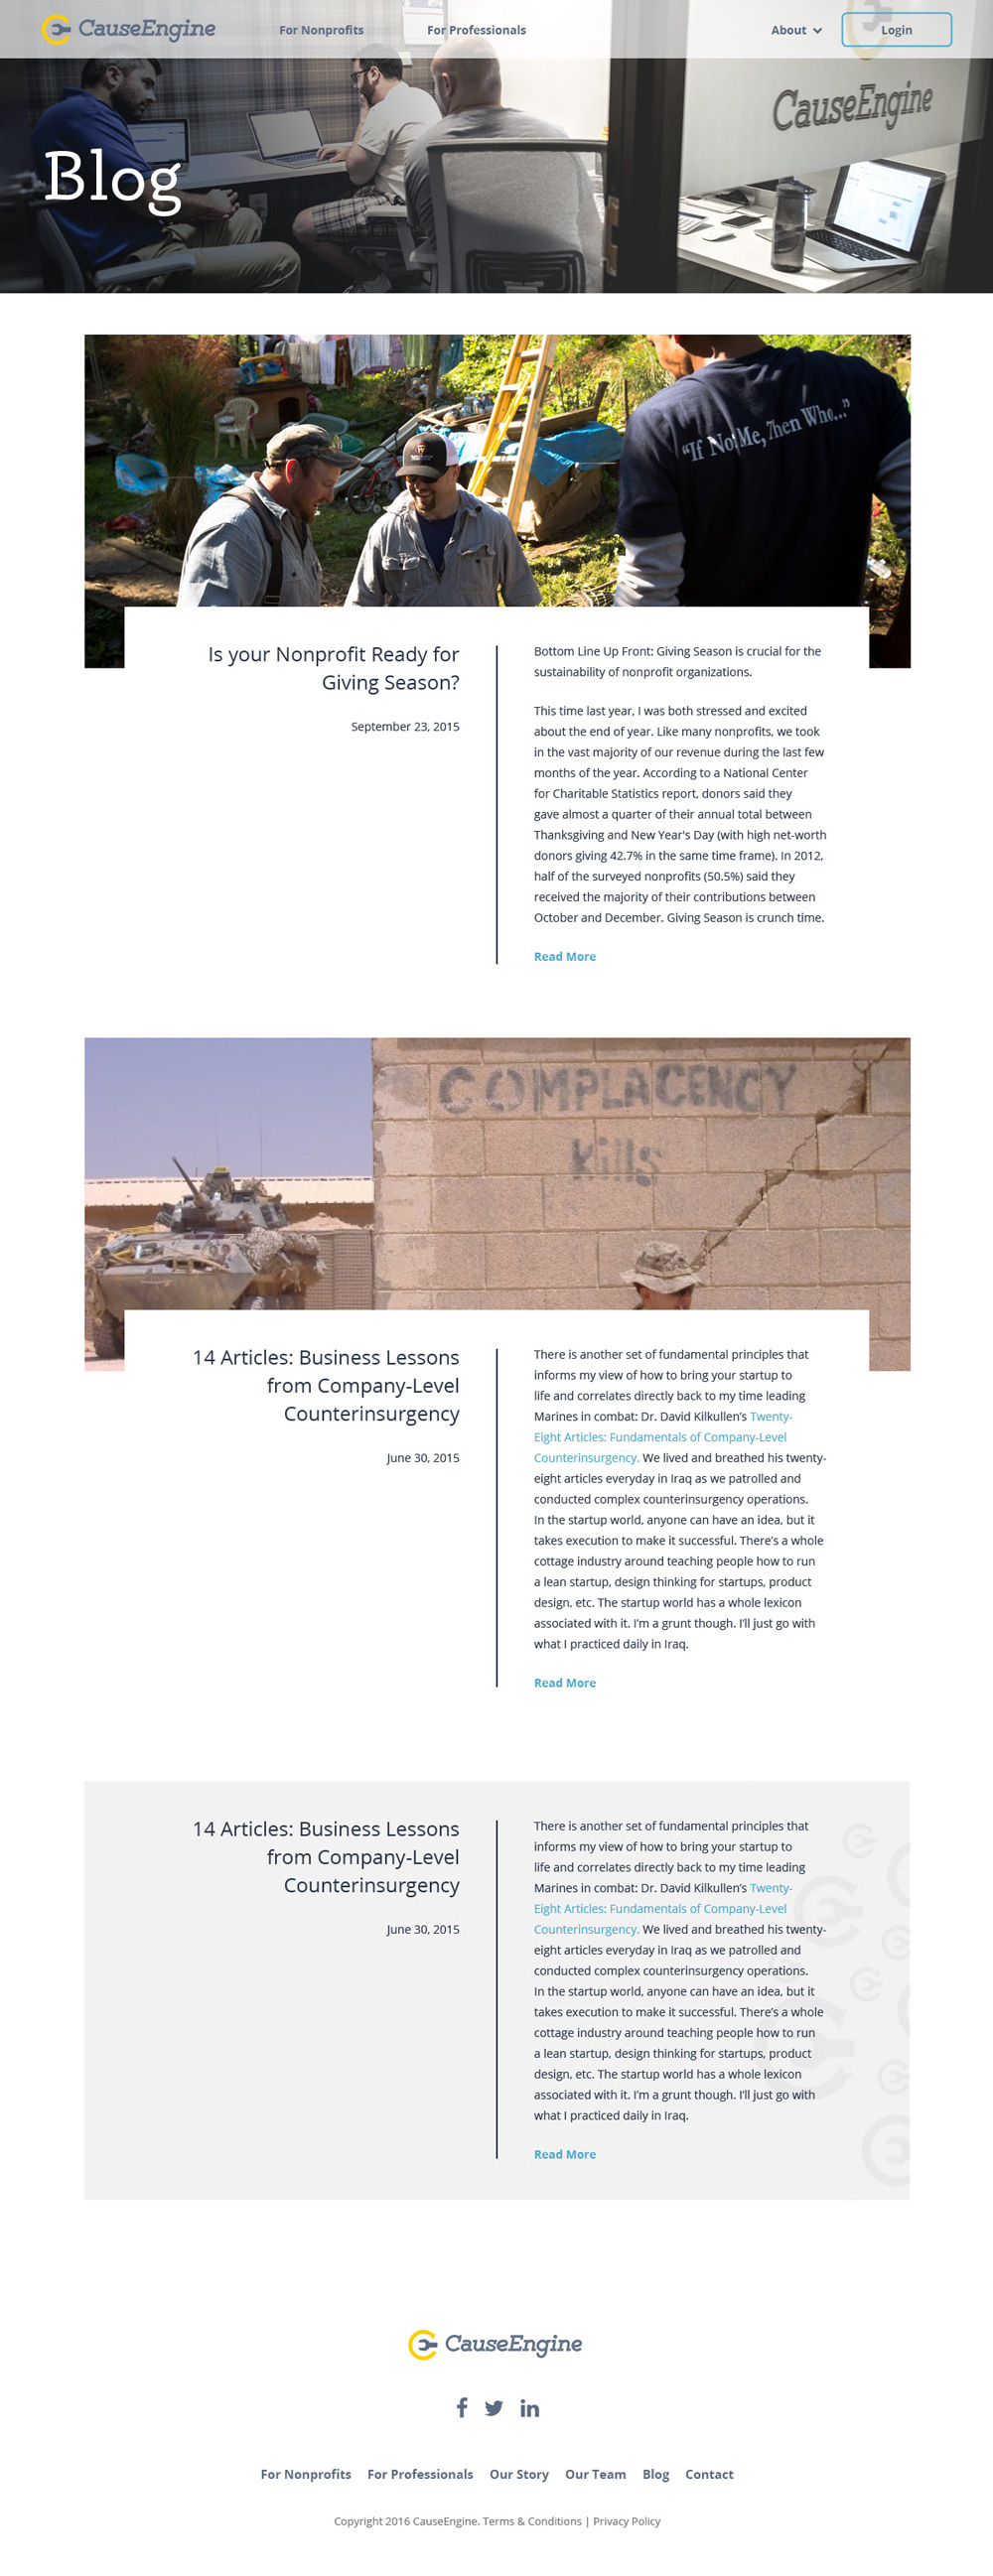 CauseEngine
For Nonprofits
For Professionals
About
Login
CauseEngine
Blog
"If Not Me, Then Who..."
Is your Nonprofit Ready for
Giving Season?
September 23, 2015
Bottom Line Up Front: Giving Season is crucial for the
sustainability of nonprofit organizations.
This time last year, I was both stressed and excited
about the end of year. Like many nonprofits, we took
in the vast majority of our revenue during the last few
months of the year. According to a National Center
for Charitable Statistics report, donors said they
gave almost a quarter of their annual total between
Thanksgiving and New Year's Day (with high net-worth
donors giving 42.7% in the same time frame). In 2012,
half of the surveyed nonprofits (50.5%) said they
received the majority of their contributions between
October and December. Giving Season is crunch time.
Read More
COMPLACENCY
Kills
14 Articles: Business Lessons
from Company-Level
Counterinsurgency
June 30, 2015
There is another set of fundamental principles that
informs my view of how to bring your startup to
life and correlates directly back to my time leading
Marines in combat: Dr. David Kilkullen’s Twenty-
Eight Articles: Fundamentals of Company-Level
Counterinsurgency. We lived and breathed his twenty-
eight articles everyday in Iraq as we patrolled and
conducted complex counterinsurgency operations.
In the startup world, anyone can have an idea, but it
takes execution to make it successful. There’s a whole
cottage industry around teaching people how to run
a lean startup, design thinking for startups, product
design, etc. The startup world has a whole lexicon
associated with it. I’m a grunt though. I’ll just go with
what I practiced daily in Iraq.
Read More
14 Articles: Business Lessons
from Company-Level
Counterinsurgency
June 30, 2015
There is another set of fundamental principles that
informs my view of how to bring your startup to
life and correlates directly back to my time leading
Marines in combat: Dr. David Kilkullen’s Twenty-
Eight Articles: Fundamentals of Company-Level
Counterinsurgency. We lived and breathed his twenty-
eight articles everyday in Iraq as we patrolled and
conducted complex counterinsurgency operations.
In the startup world, anyone can have an idea, but it
takes execution to make it successful. There’s a whole
cottage industry around teaching people how to run
a lean startup, design thinking for startups, product
design, etc. The startup world has a whole lexicon
associated with it. I’m a grunt though. I’ll just go with
what I practiced daily in Iraq.
Read More
CauseEngine
For Nonprofits For Professionals Our Story Our Team Blog Contact
Copyright 2016 CauseEngine. Terms & Conditions | Privacy Policy